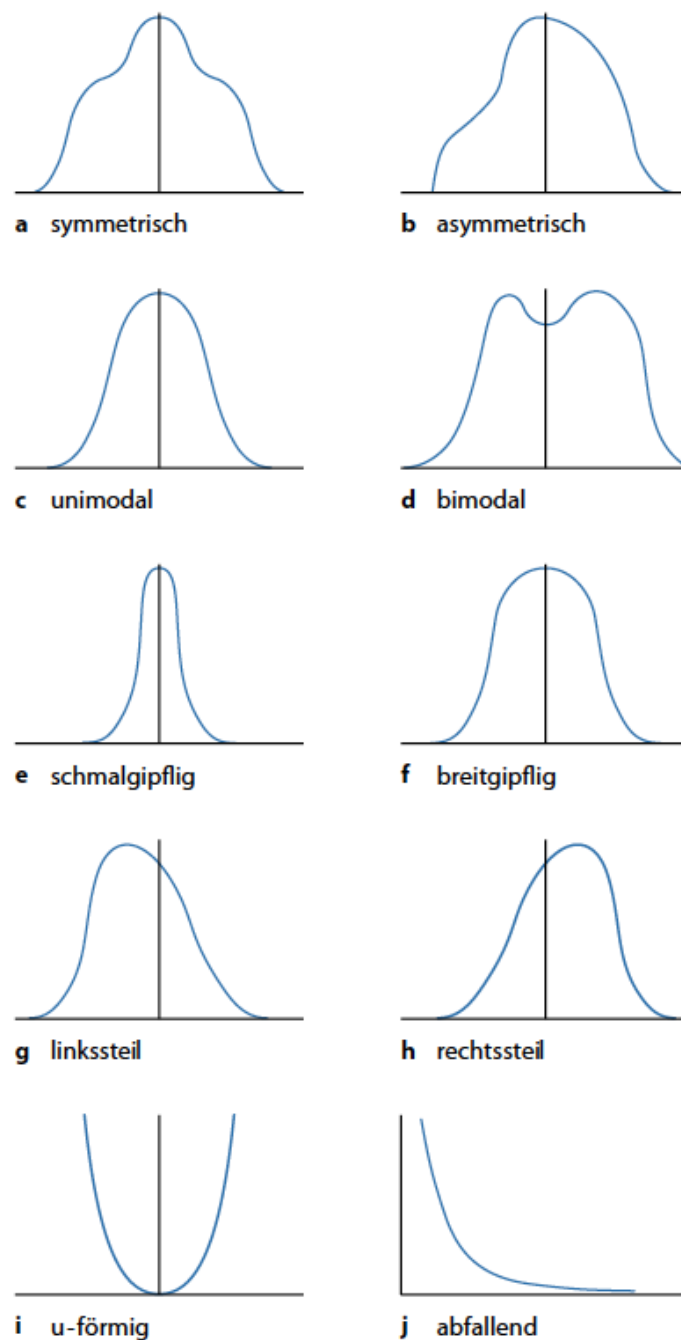 a symmetrisch
b asymmetrisch
c unimodal
d bimodal
e schmalgipflig
f breitgipflig
g linkssteil
h rechtssteil
i u-förmig
j abfallend